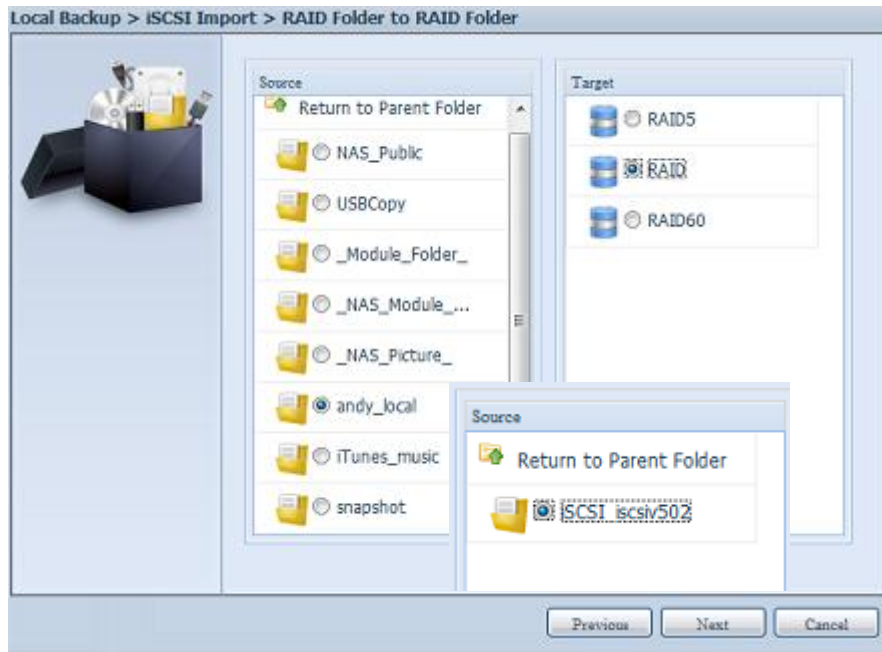 Local Backup > iSCSI Import > RAID Folder to RAID Folder
Source
Return to Parent Folder
NAS_Public
USBCopy
_Module_Folder_
_NAS_Module_...
_NAS_Picture_
andy_local
iTunes_music
snapshot
Target
RAID5
RAID
RAID60
Source
Return to Parent Folder
iSCSI_iscsiv502
Previous
Next
Cancel